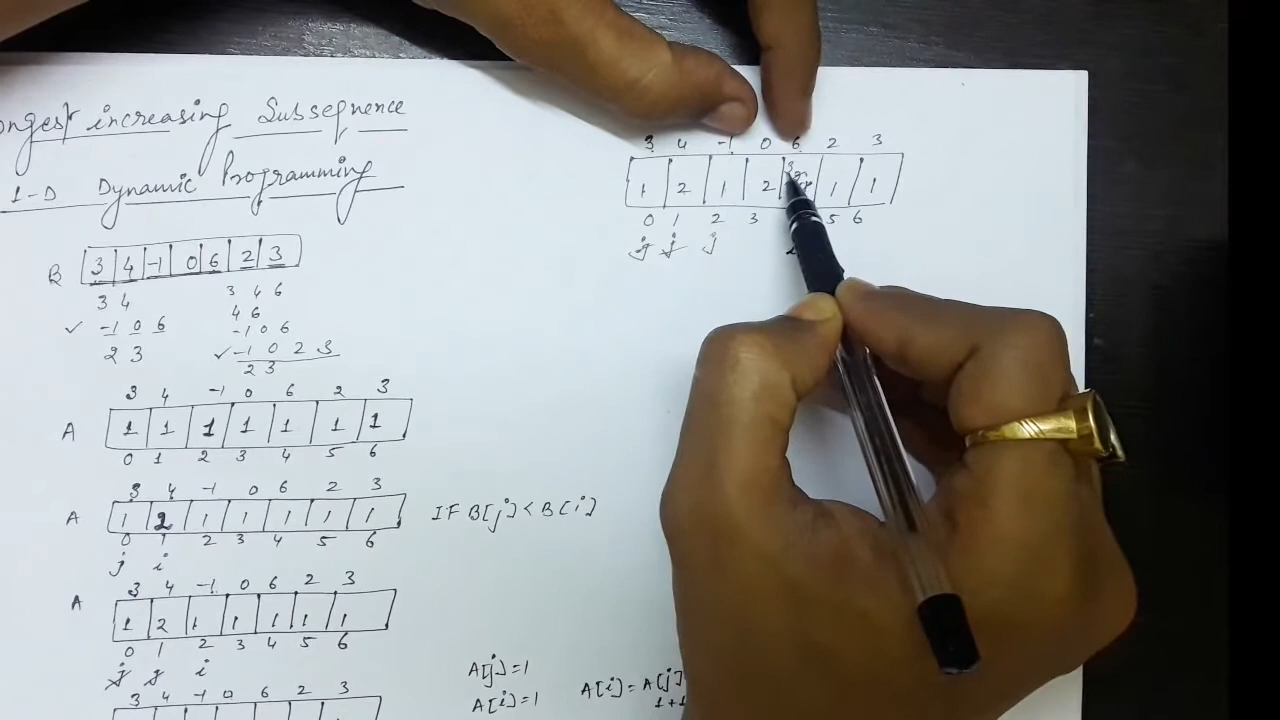 increasing Subsequence
1-D Dynamic Programming
B 3 4 -1 0 6 2 3
3 4
✓ -1 0 6
2 3
3 4 6
4 6
-1 0 6
✓ -1 0 2 3
2 3
3 4 -1 0 6 2 3
A 1 1 1 1 1 1 1
0 1 2 3 4 5 6
3 4 -1 0 6 2 3
A 1 2 1 1 1 1 1
0 1 2 3 4 5 6
j i
IF B[j] < B[i]
3 4 -1 0 6 2 3
A 1 2 1 1 1 1 1
0 1 2 3 4 5 6
j j i
3 4 -1 0 6 2 3
A[j]=1
A[i]=1
A[i]=A[j]
1+1
3 4 -1 0 6 2 3
1 2 1 2 3 1 1
0 1 2 3 5 6
j j j